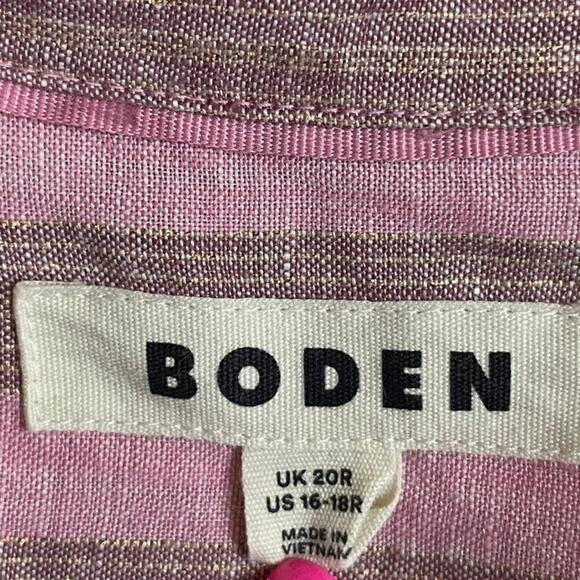 BODEN
UK 20R
US 16-18R
MADE IN
VIETNAM